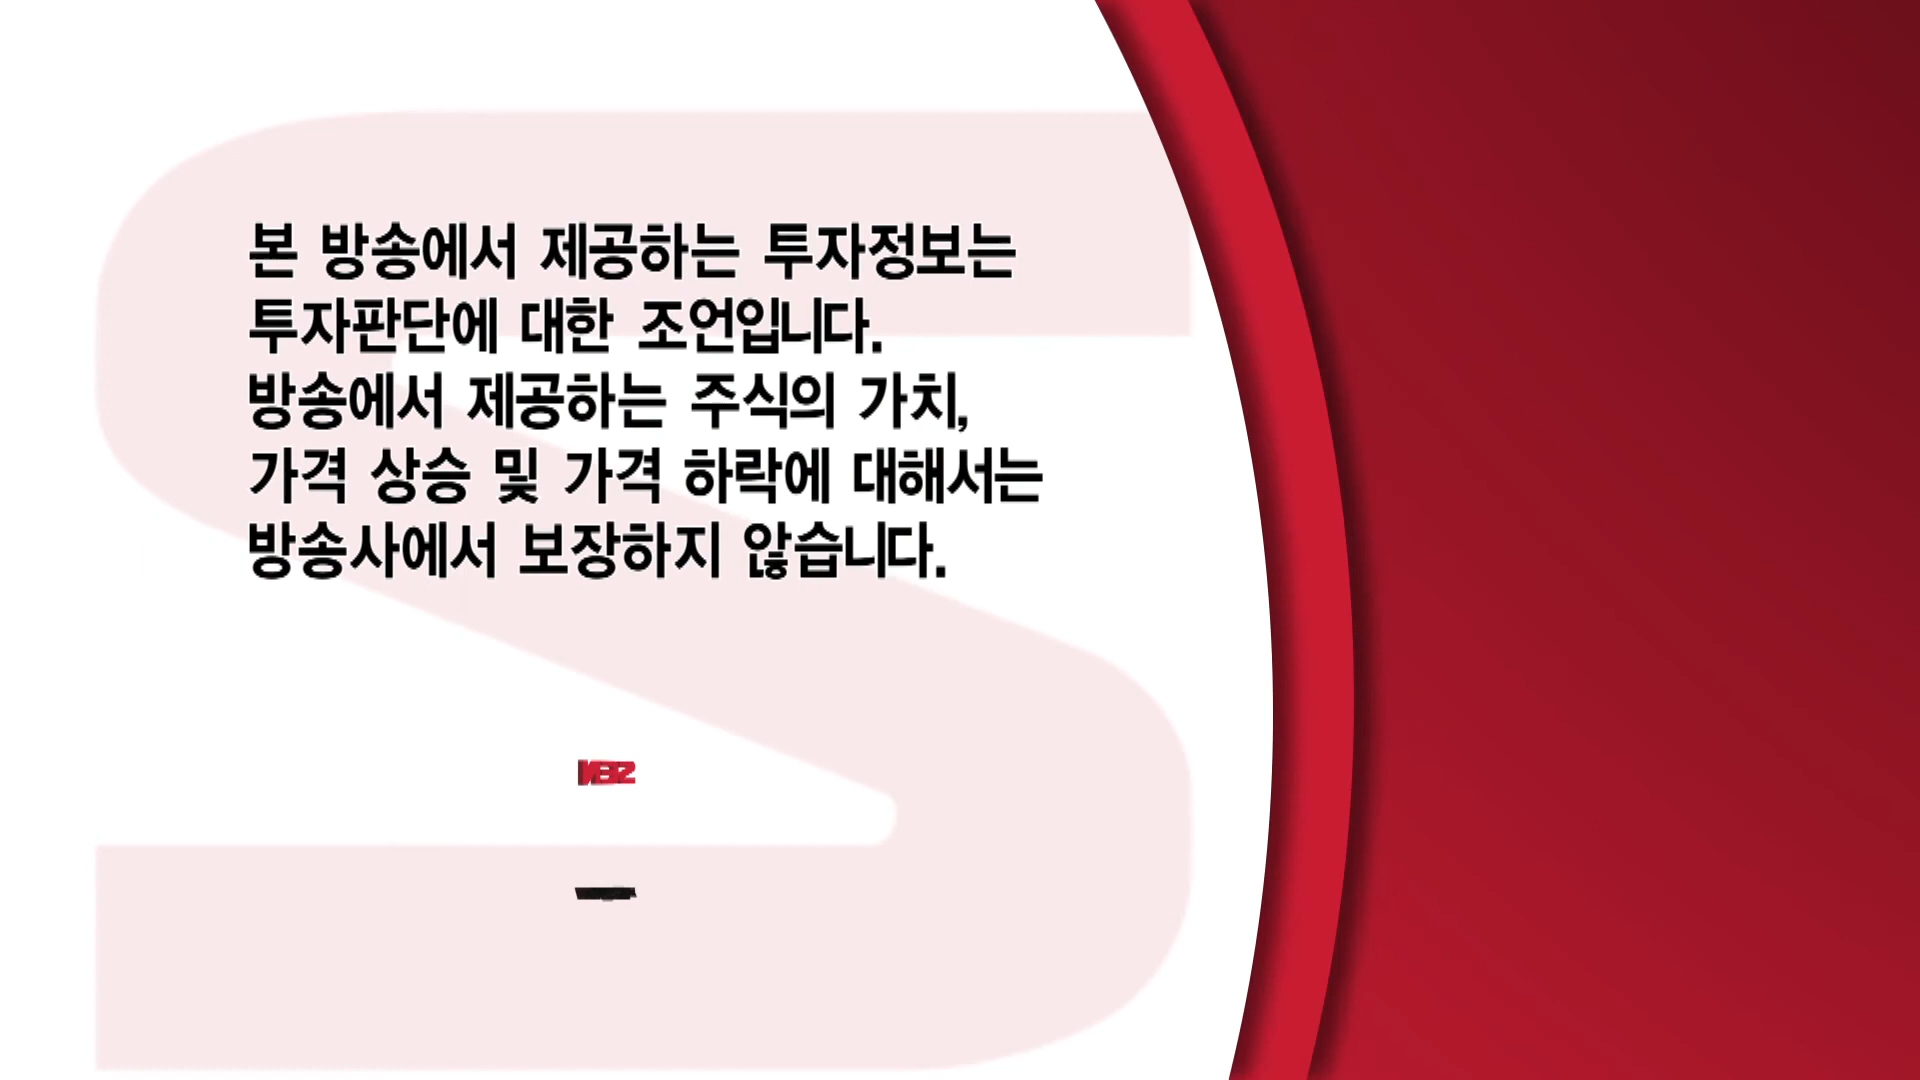 본 방송에서 제공하는 투자정보는
투자판단에 대한 조언입니다.
방송에서 제공하는 주식의 가치,
가격 상승 및 가격 하락에 대해서는
방송사에서 보장하지 않습니다.